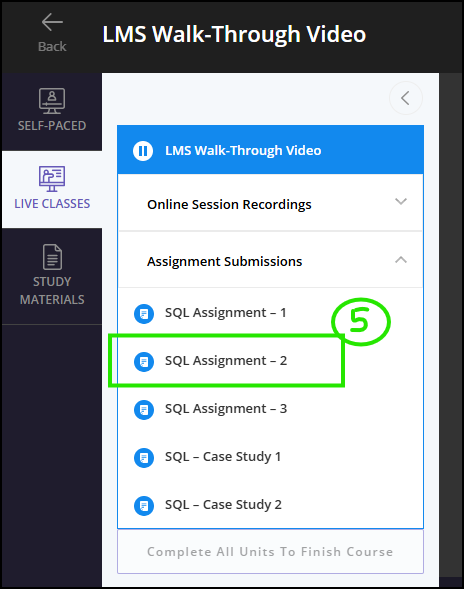 Back
LMS Walk-Through Video
SELF-PACED
LIVE CLASSES
STUDY
MATERIALS
LMS Walk-Through Video
Online Session Recordings
Assignment Submissions
SQL Assignment – 1
5
SQL Assignment – 2
SQL Assignment – 3
SQL – Case Study 1
SQL – Case Study 2
Complete All Units To Finish Course